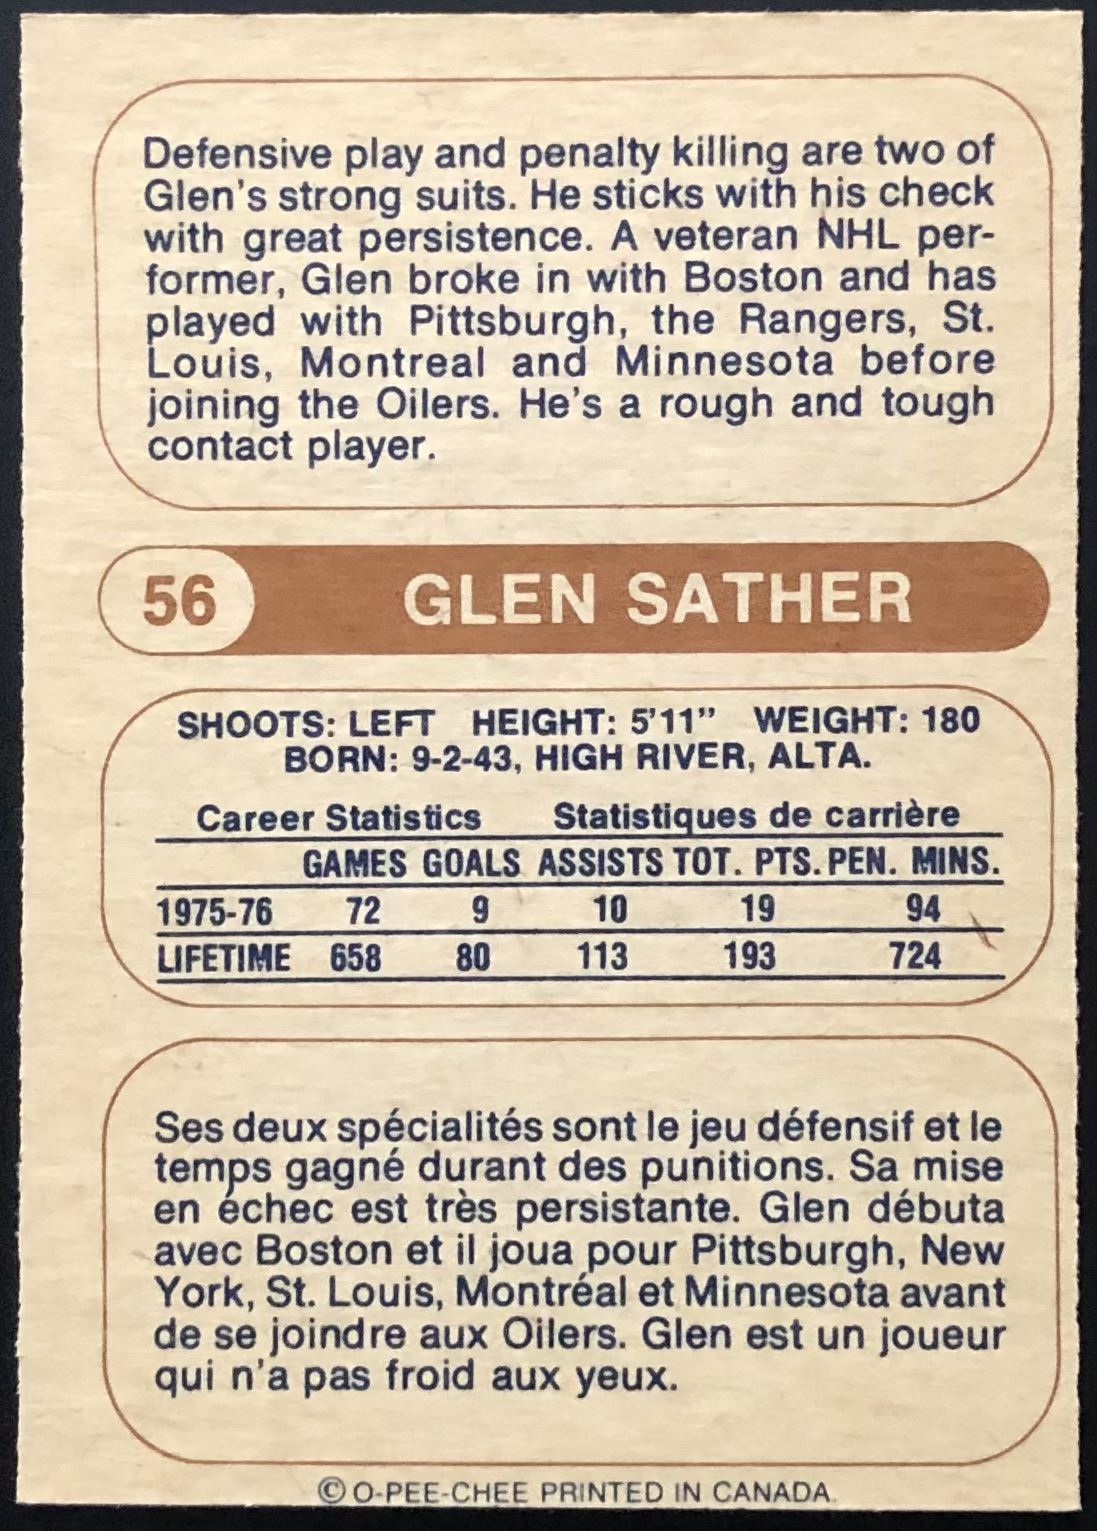 Defensive play and penalty killing are two of
Glen's strong suits. He sticks with his check
with great persistence. A veteran NHL per-
former, Glen broke in with Boston and has
played with Pittsburgh, the Rangers, St.
Louis, Montreal and Minnesota before
joining the Oilers. He's a rough and tough
contact player.
56 GLEN SATHER
SHOOTS: LEFT HEIGHT: 5'11" WEIGHT: 180
BORN: 9-2-43, HIGH RIVER, ALTA.
Career Statistics Statistiques de carrière
GAMES GOALS ASSISTS TOT. PTS. PEN. MINS.
1975-76 72 9 10 19 94
LIFETIME 658 80 113 193 724
Ses deux spécialités sont le jeu défensif et le
temps gagné durant des punitions. Sa mise
en échec est très persistante. Glen débuta
avec Boston et il joua pour Pittsburgh, New
York, St. Louis, Montréal et Minnesota avant
de se joindre aux Oilers. Glen est un joueur
qui n'a pas froid aux yeux.
© O-PEE-CHEE PRINTED IN CANADA